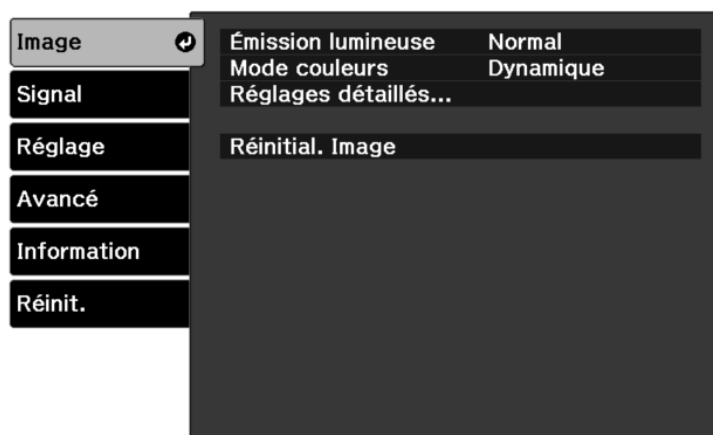 Image
Signal
Réglage
Avancé
Information
Réinit.
Émission lumineuse Normal
Mode couleurs Dynamique
Réglages détaillés...
Réinitial. Image